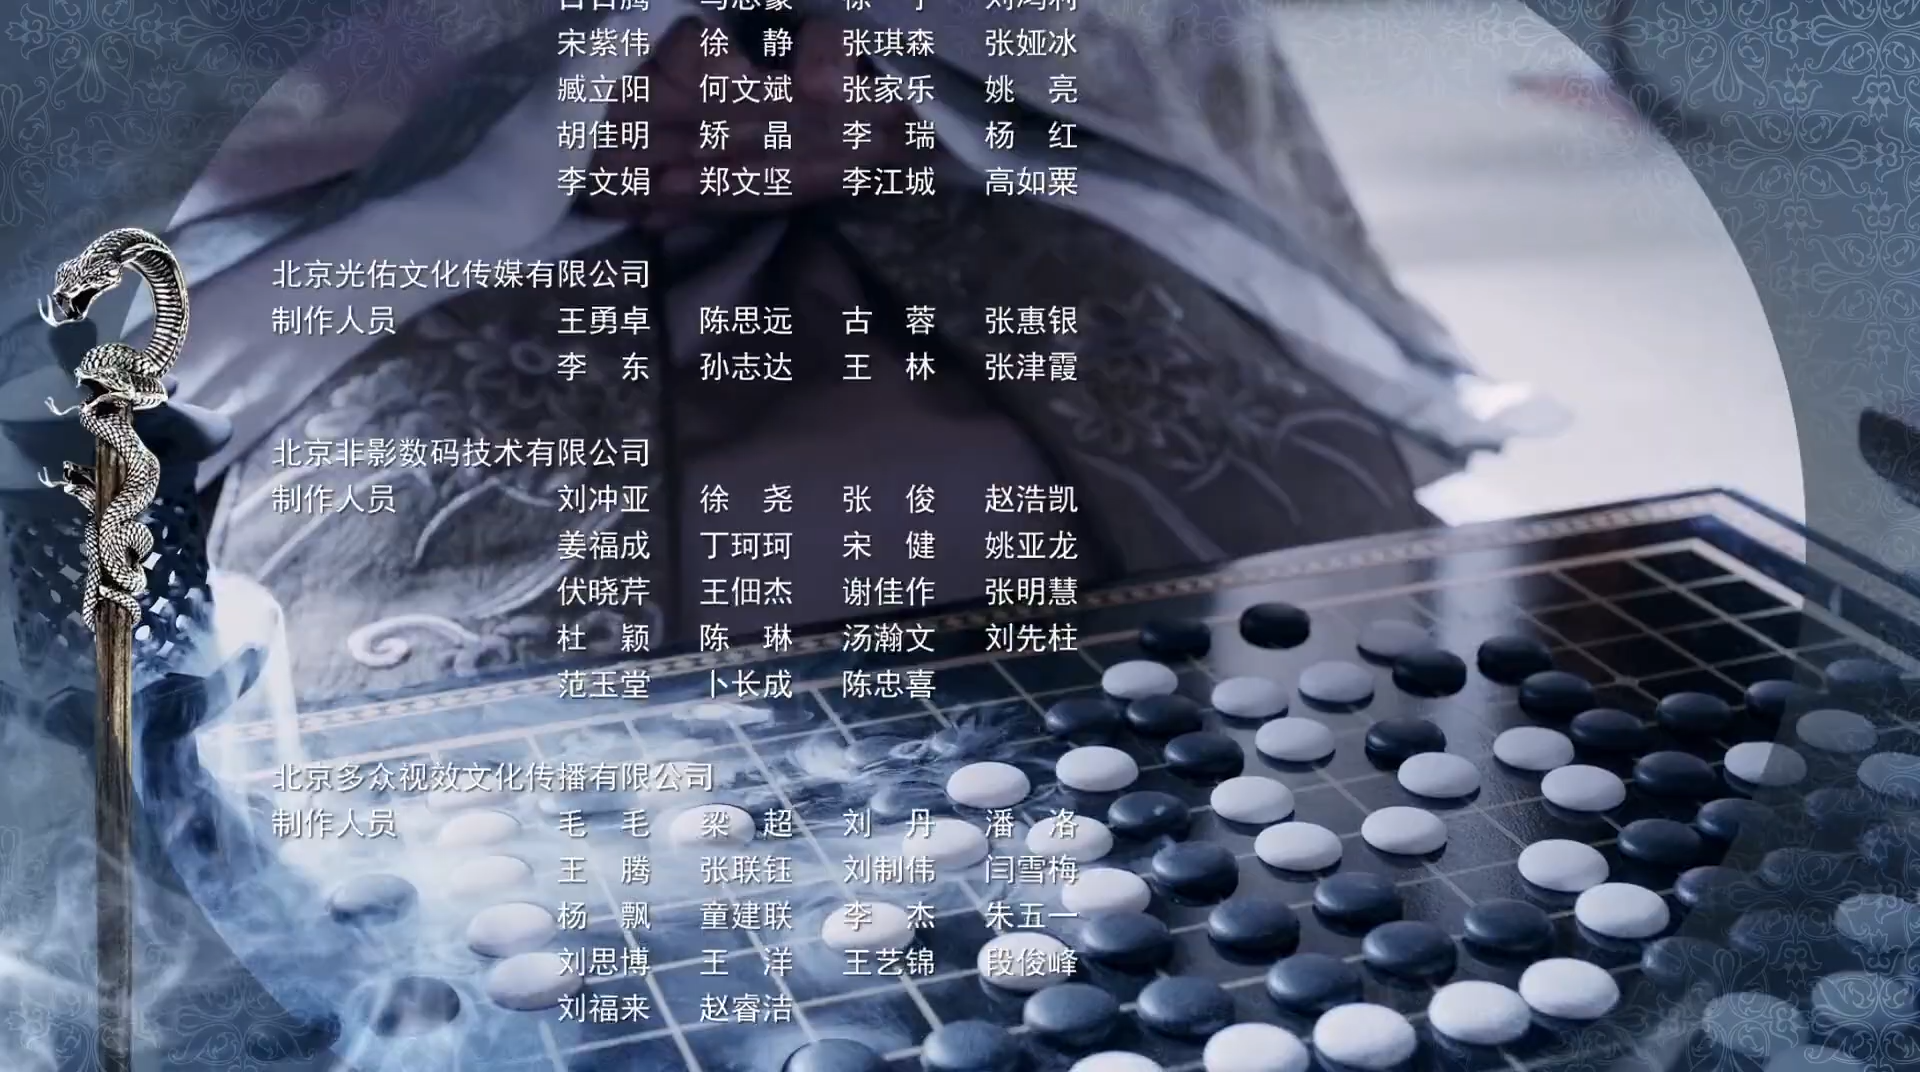 宋紫伟 徐 静 张琪森 张娅冰
臧立阳 何文斌 张家乐 姚 亮
胡佳明 矫 晶 李 瑞 杨 红
李文娟 郑文坚 李江城 高如粟
北京光佑文化传媒有限公司
制作人员 王勇卓 陈思远 古 蓉 张惠银
李 东 孙志达 王 林 张津霞
北京非影数码技术有限公司
制作人员 刘冲亚 徐 尧 张 俊 赵浩凯
姜福成 丁珂珂 宋 健 姚亚龙
伏晓芹 王佃杰 谢佳作 张明慧
杜 颖 陈 琳 汤瀚文 刘先柱
范玉堂 卜长成 陈忠喜
北京多众视效文化传播有限公司
制作人员 毛 毛 梁 超 刘 丹 潘 洛
王 腾 张联钰 刘制伟 闫雪梅
杨 飘 童建联 李 杰 朱五一
刘思博 王 洋 王艺锦 段俊峰
刘福来 赵睿洁